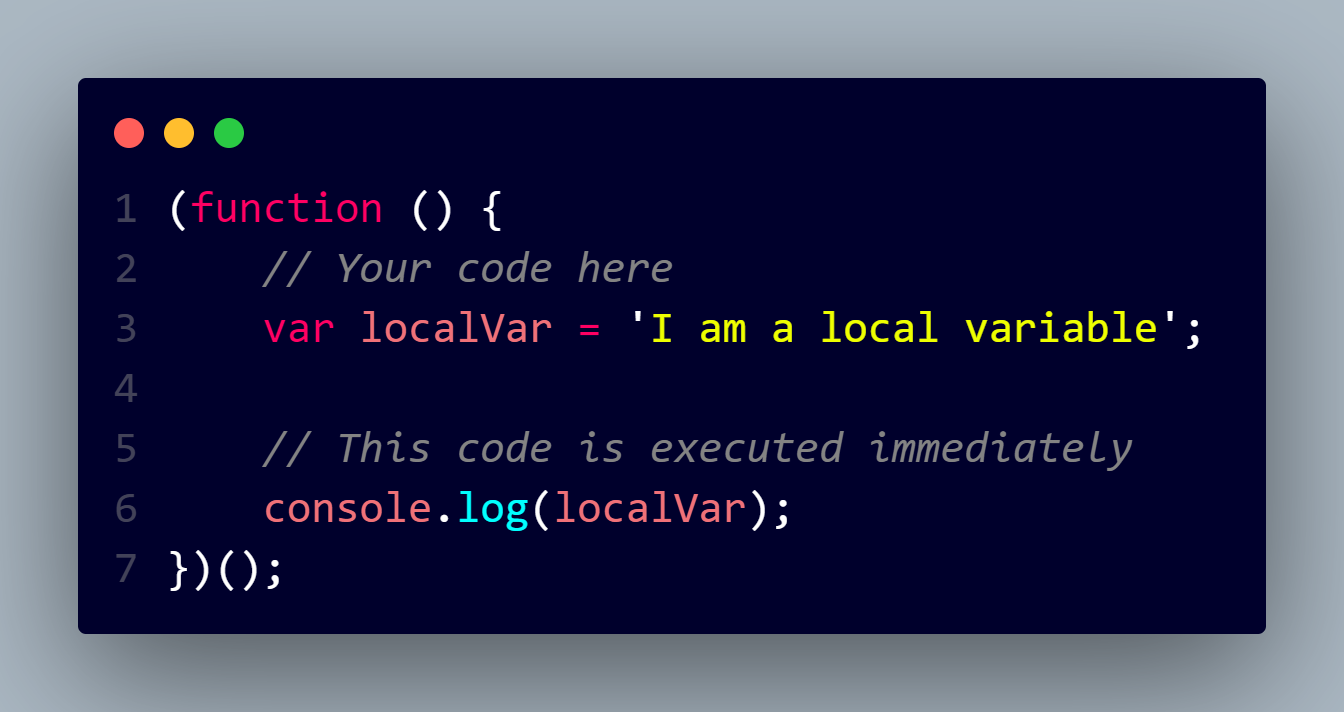 1 (function () {
2     // Your code here
3     var localVar = 'I am a local variable';
4
5     // This code is executed immediately
6     console.log(localVar);
7 })();